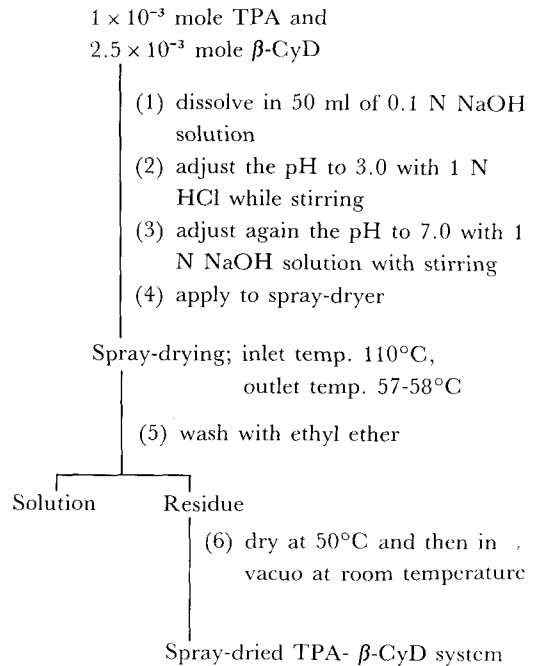 1 × 10⁻³ mole TPA and
2.5 × 10⁻³ mole β-CyD
(1) dissolve in 50 ml of 0.1 N NaOH
solution
(2) adjust the pH to 3.0 with 1 N
HCl while stirring
(3) adjust again the pH to 7.0 with 1
N NaOH solution with stirring
(4) apply to spray-dryer
Spray-drying; inlet temp. 110°C,
outlet temp. 57-58°C
(5) wash with ethyl ether
Solution Residue
(6) dry at 50°C and then in
vacuo at room temperature
Spray-dried TPA- β-CyD system